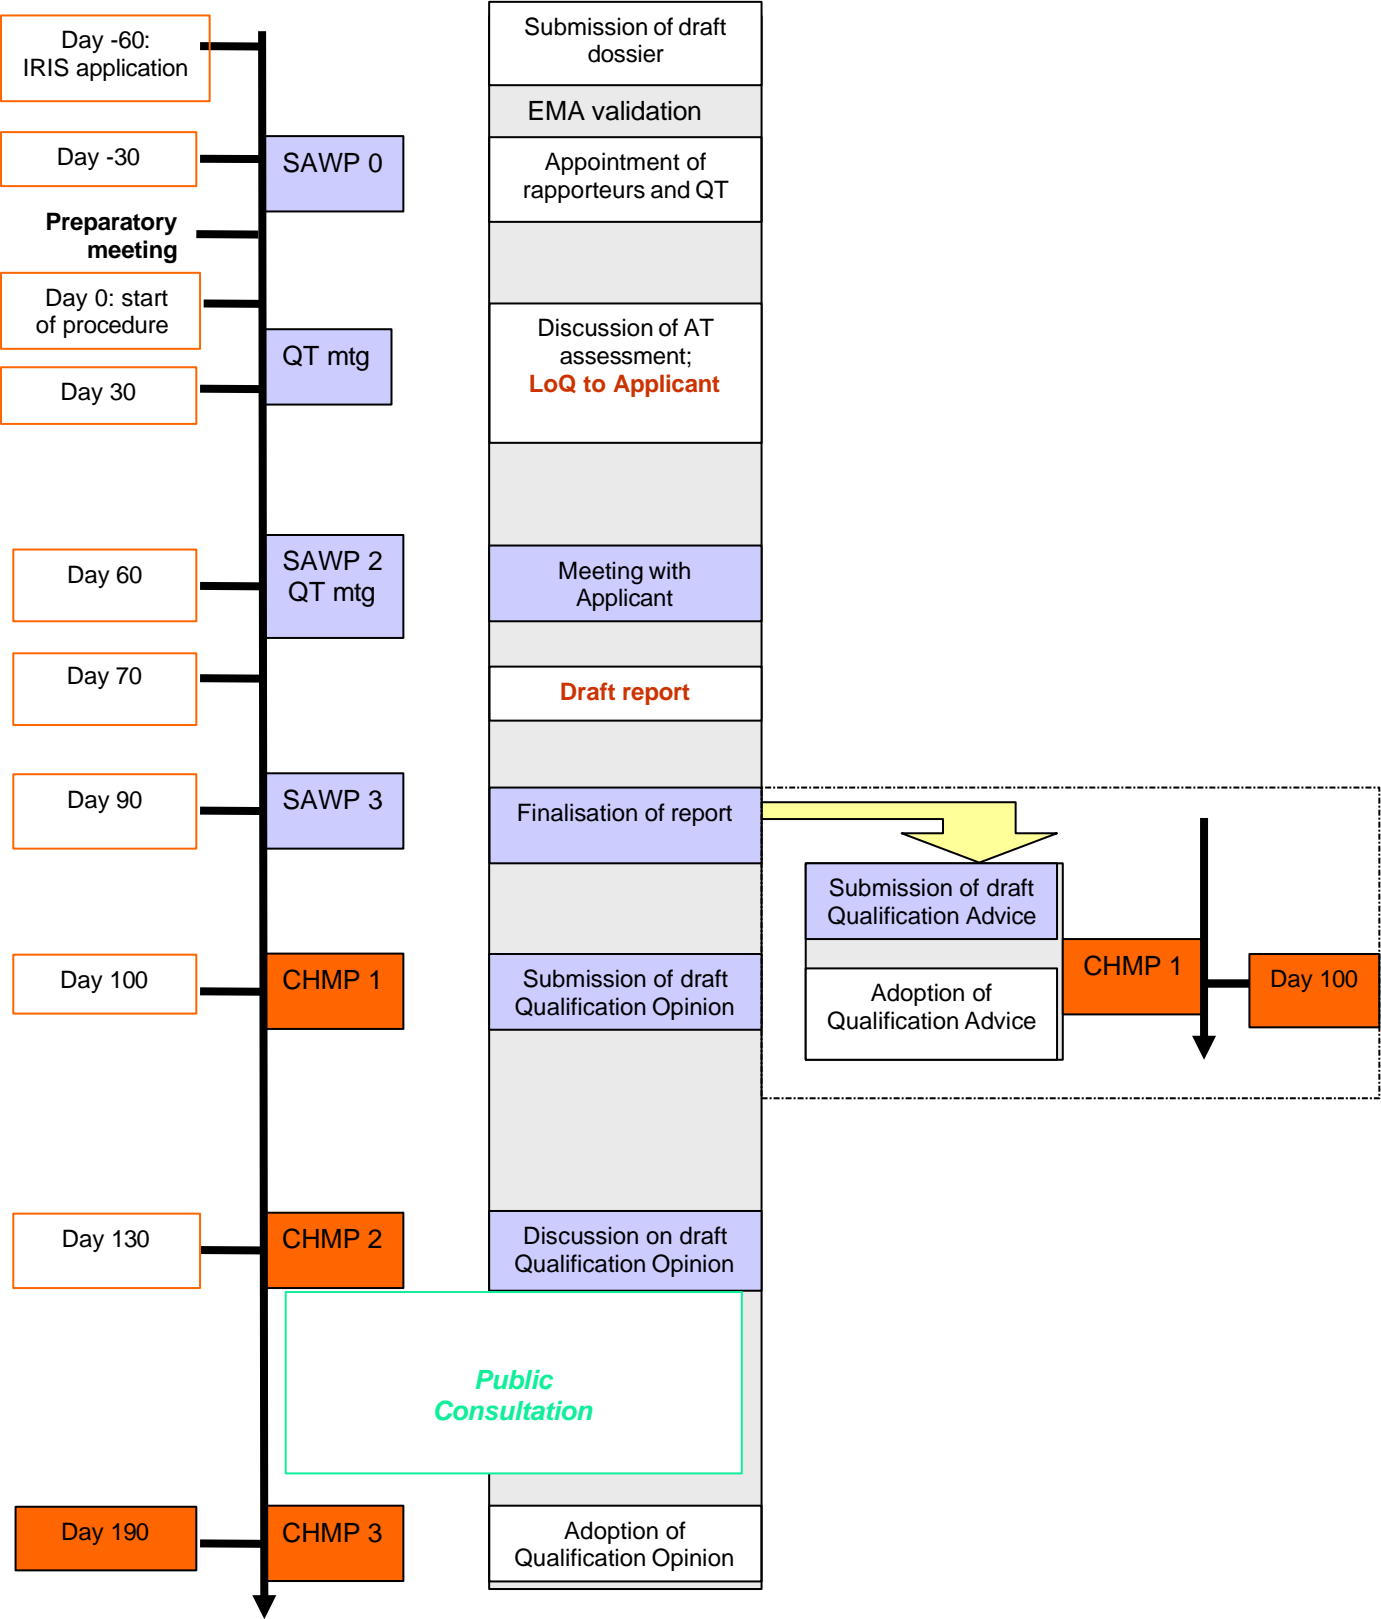 Day -60:
IRIS application
Submission of draft
dossier
EMA validation
Day -30
SAWP 0
Appointment of
rapporteurs and QT
Preparatory
meeting
Day 0: start
of procedure
QT mtg
Discussion of AT
assessment;
LoQ to Applicant
Day 30
Day 60
SAWP 2
QT mtg
Meeting with
Applicant
Day 70
Draft report
Day 90
SAWP 3
Finalisation of report
Submission of draft
Qualification Advice
CHMP 1
Day 100
Adoption of
Qualification Advice
Day 100
CHMP 1
Submission of draft
Qualification Opinion
Day 130
CHMP 2
Discussion on draft
Qualification Opinion
Public
Consultation
Day 190
CHMP 3
Adoption of
Qualification Opinion